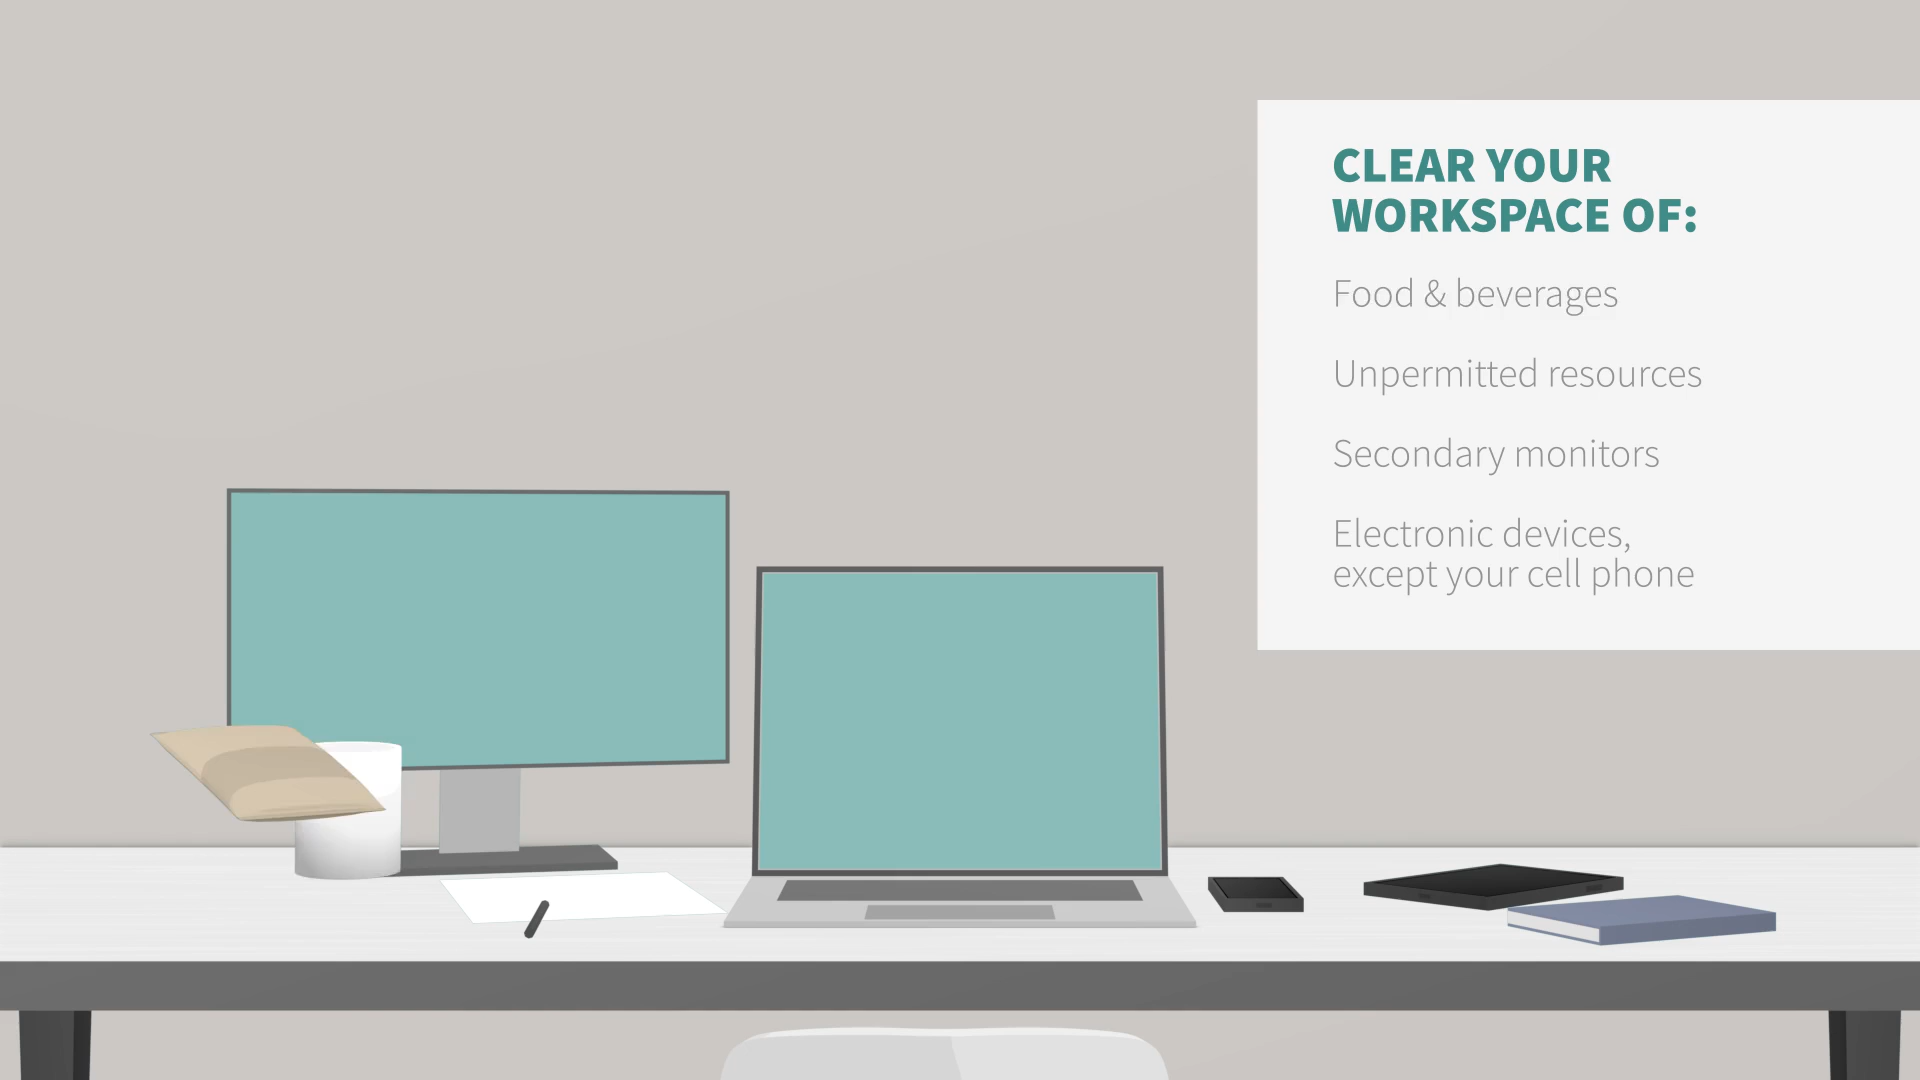 CLEAR YOUR
WORKSPACE OF:
Food & beverages
Unpermitted resources
Secondary monitors
Electronic devices,
except your cell phone